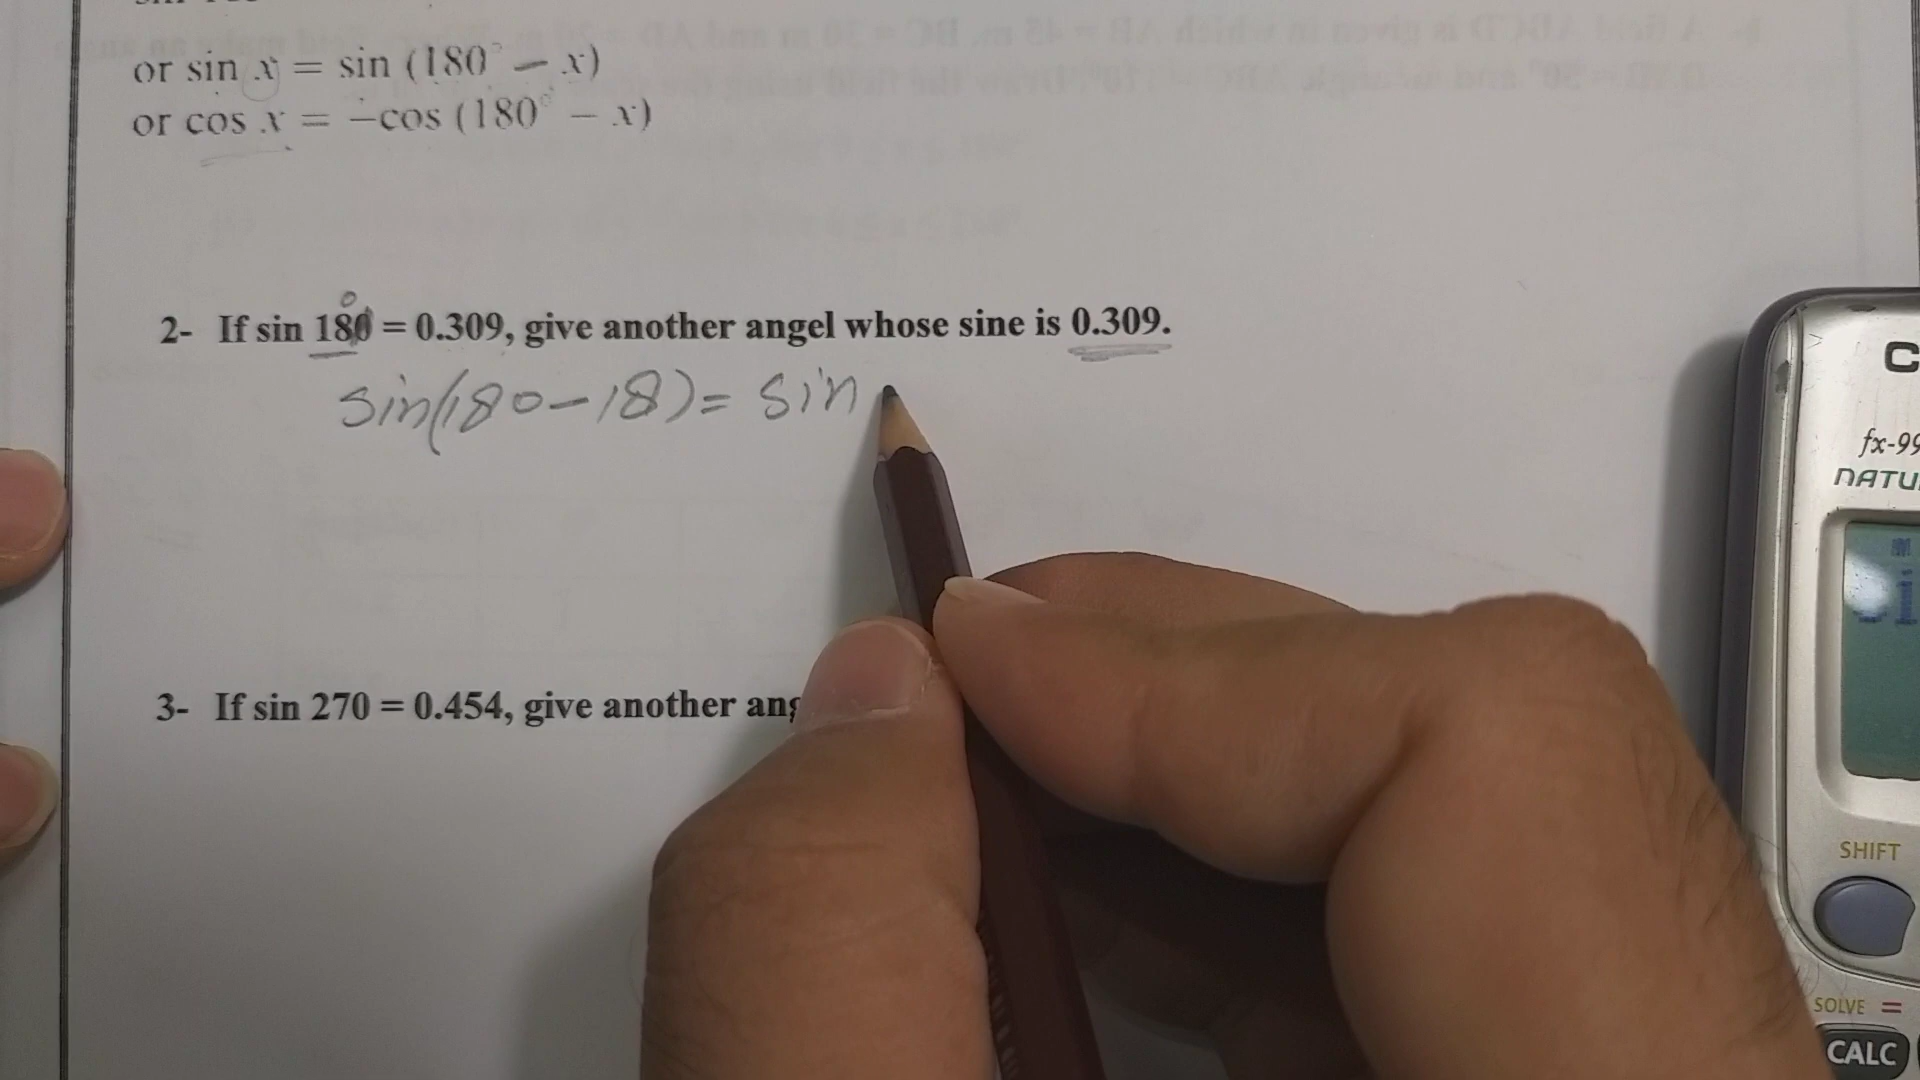 or sin x = sin (180° − x)
or cos x = −cos (180° − x)
2- If sin 180 = 0.309, give another angel whose sine is 0.309.
sin(180-18) = sin
3- If sin 270 = 0.454, give another ang
C
fx-99
NATU
SHIFT
SOLVE =
CALC